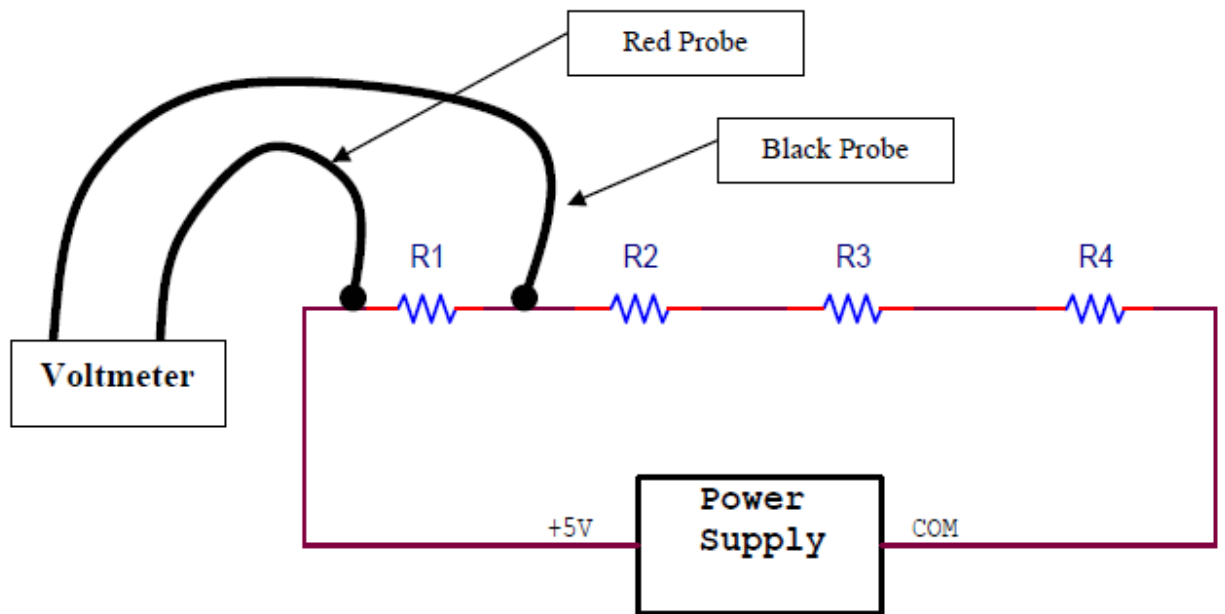 Red Probe
Black Probe
R1 R2 R3 R4
Voltmeter
+5V
Power
Supply
COM